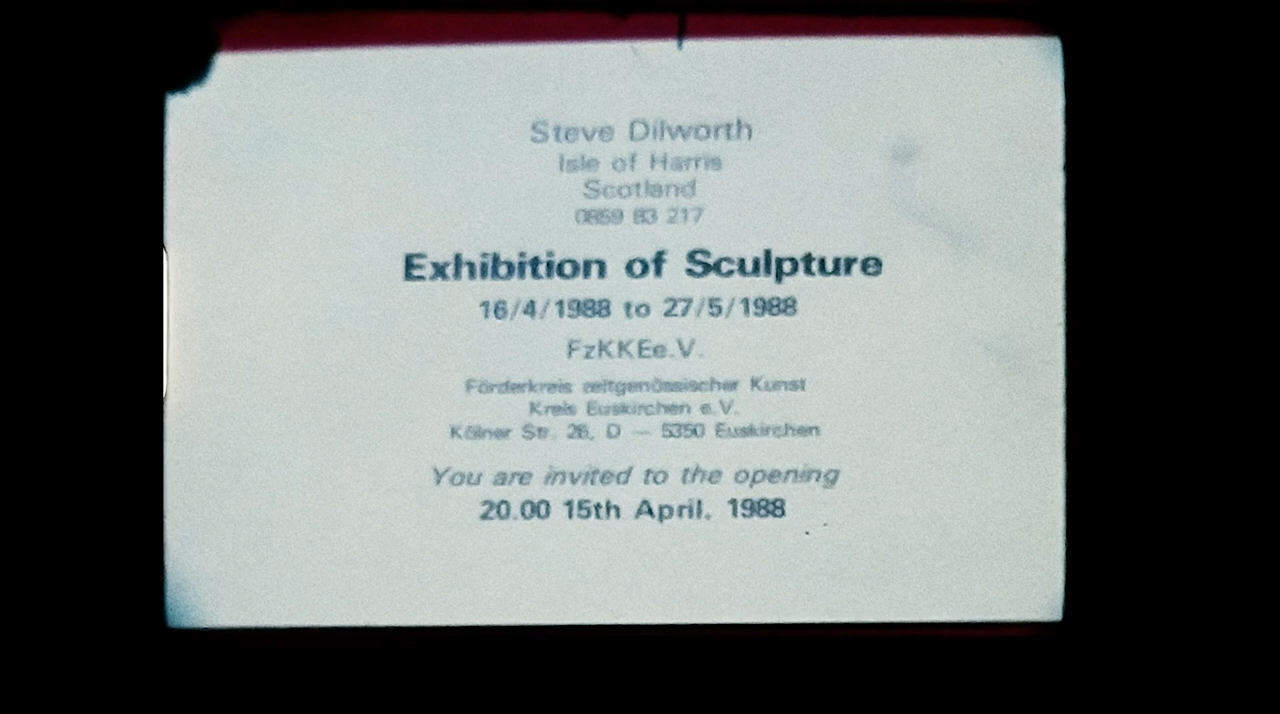 Steve Dilworth
Isle of Harris
Scotland
0859 83 217
Exhibition of Sculpture
16/4/1988 to 27/5/1988
FzKKEe.V.
Förderkreis zeitgenössischer Kunst
Kreis Euskirchen e.V.
Kölner Str. 26, D — 5350 Euskirchen
You are invited to the opening
20.00 15th April, 1988